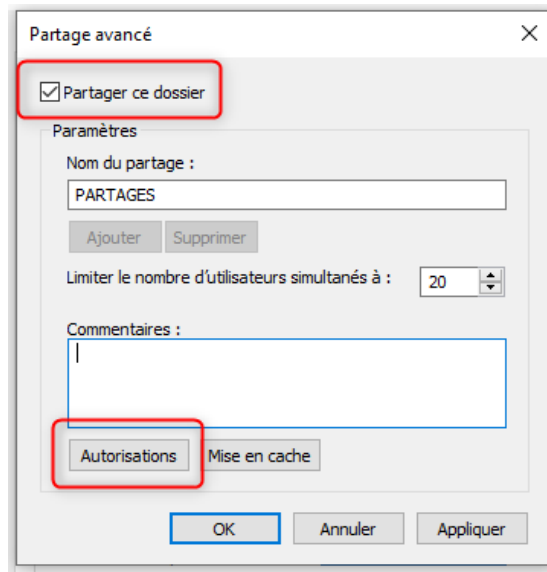 Partage avancé
Partager ce dossier
Paramètres
Nom du partage :
PARTAGES
Ajouter Supprimer
Limiter le nombre d'utilisateurs simultanés à : 20
Commentaires :
Autorisations Mise en cache
OK Annuler Appliquer